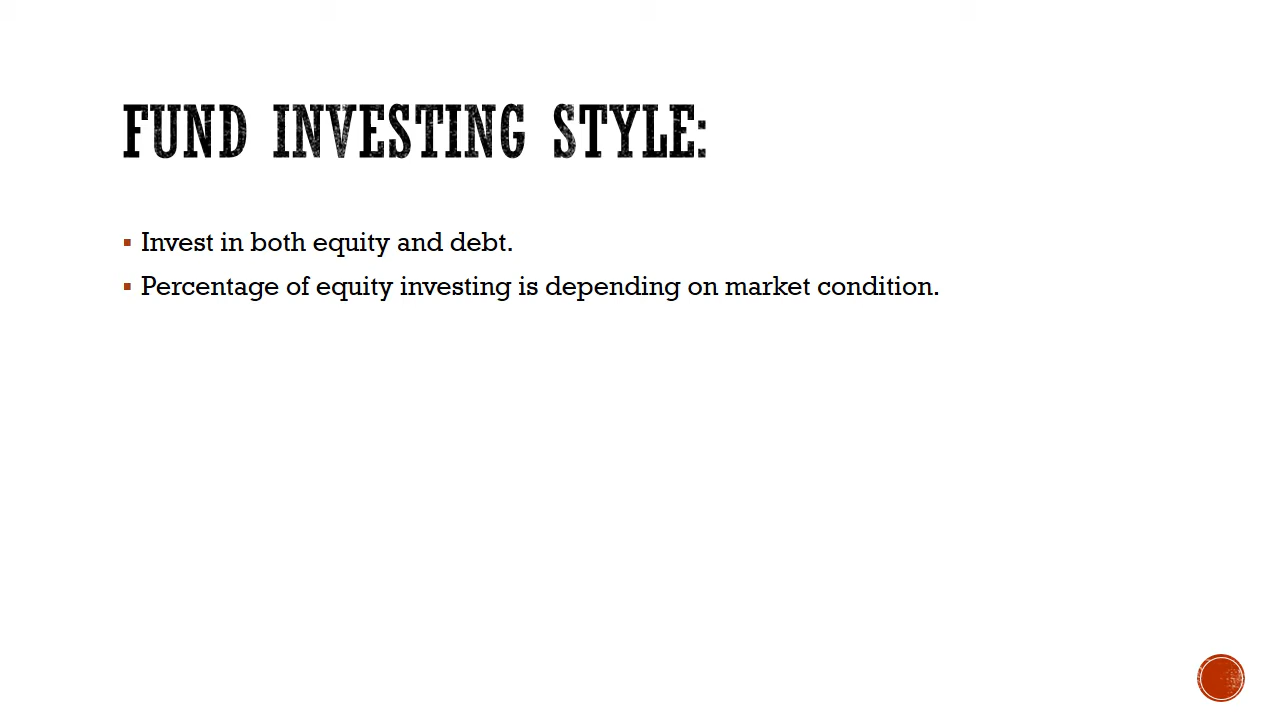 FUND INVESTING STYLE:
▪ Invest in both equity and debt.
▪ Percentage of equity investing is depending on market condition.